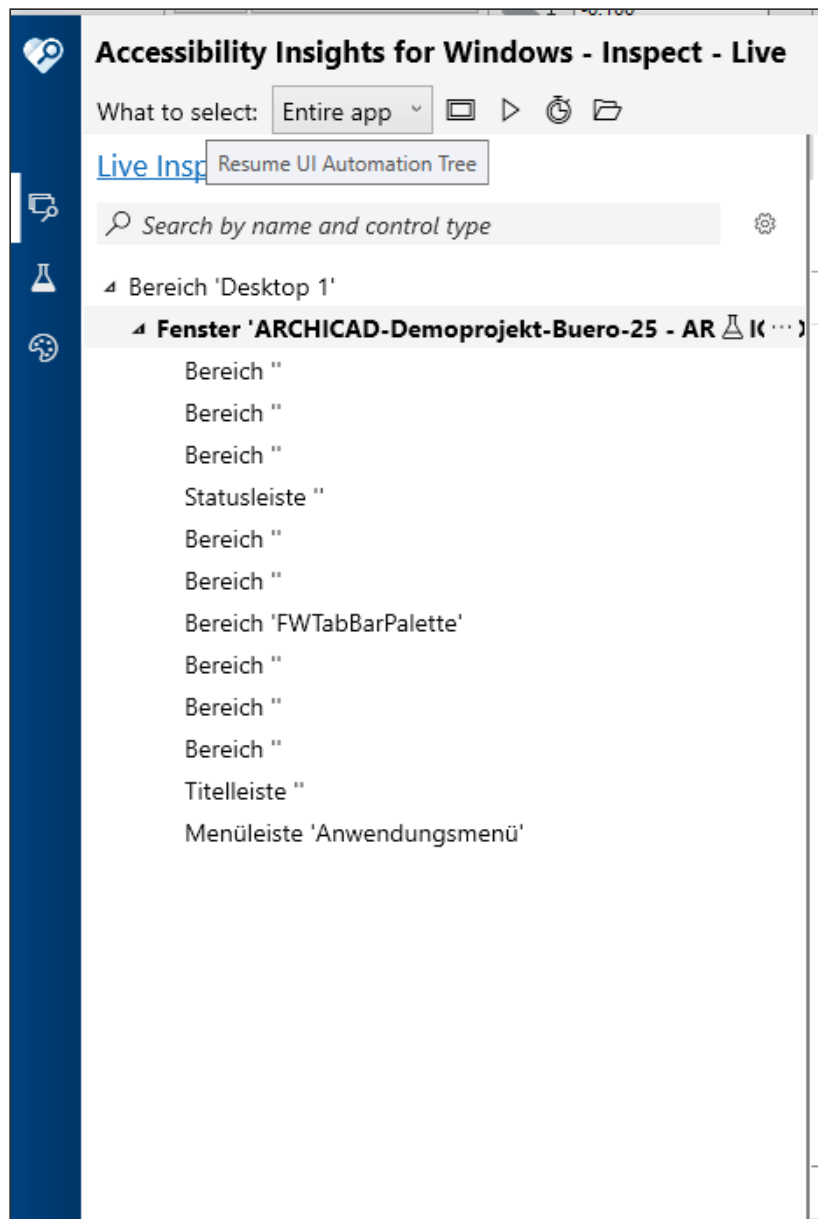 Accessibility Insights for Windows - Inspect - Live
What to select: Entire app
Live Insp
Resume UI Automation Tree
Search by name and control type
Bereich 'Desktop 1'
Fenster 'ARCHICAD-Demoprojekt-Buero-25 - AR
Bereich ''
Bereich ''
Bereich ''
Statusleiste ''
Bereich ''
Bereich ''
Bereich 'FWTabBarPalette'
Bereich ''
Bereich ''
Bereich ''
Titelleiste ''
Menüleiste 'Anwendungsmenü'